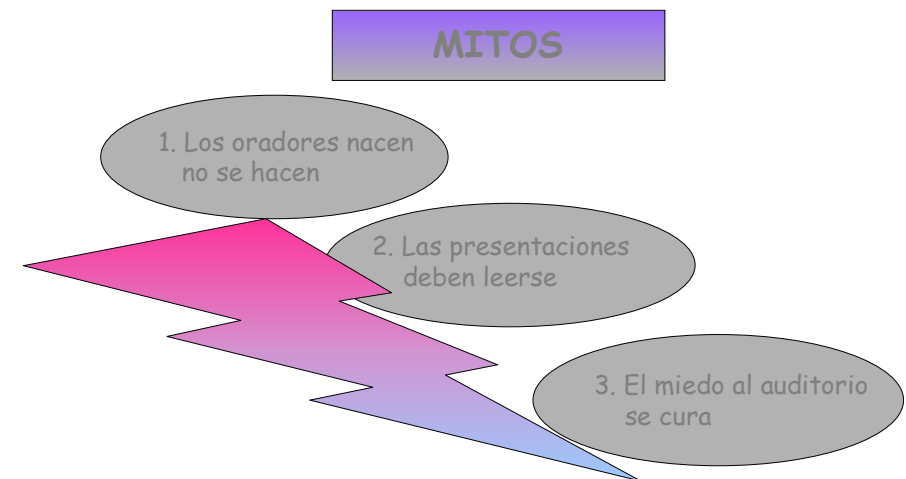 MITOS
1. Los oradores nacen
no se hacen
2. Las presentaciones
deben leerse
3. El miedo al auditorio
se cura